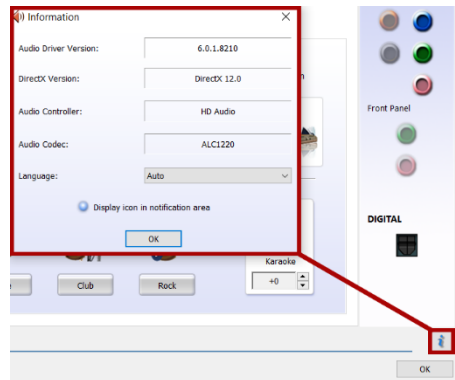 Information
Audio Driver Version: 6.0.1.8210
DirectX Version: DirectX 12.0
Audio Controller: HD Audio
Audio Codec: ALC1220
Language: Auto
Display icon in notification area
OK
Front Panel
DIGITAL
Karaoke
Club Rock +0
OK